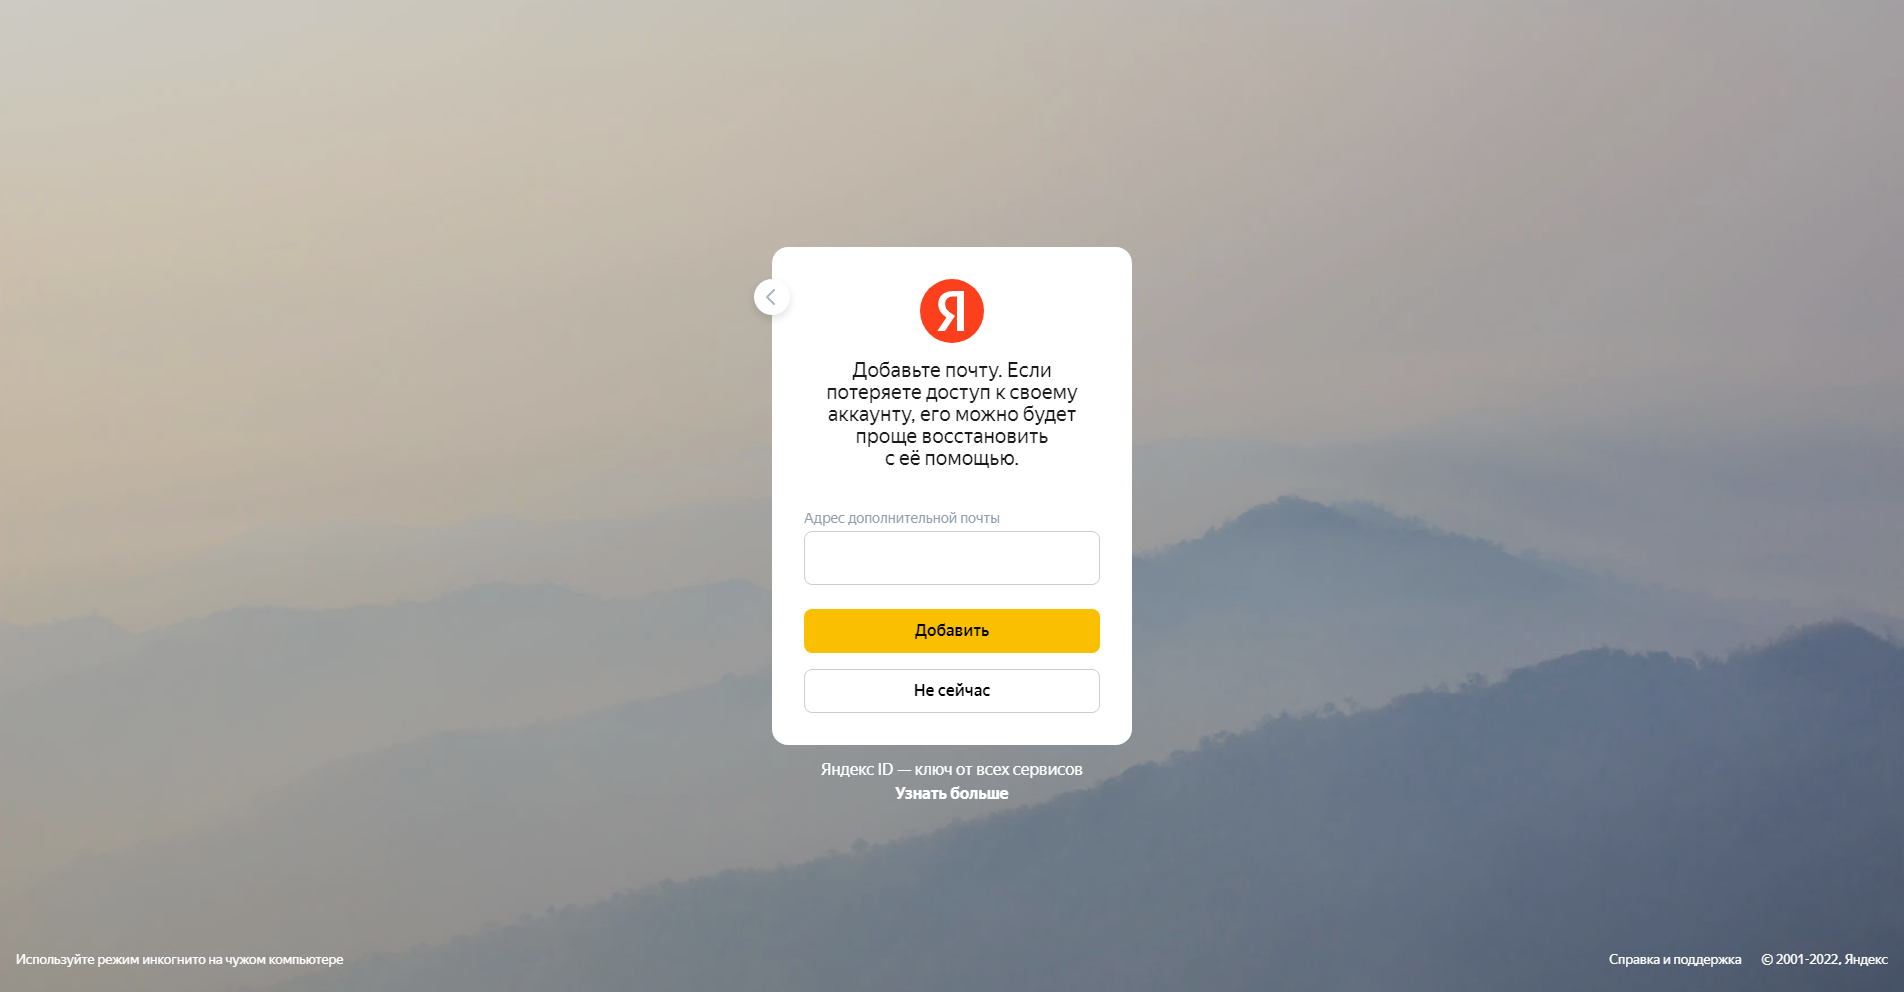 Я
Добавьте почту. Если
потеряете доступ к своему
аккаунту, его можно будет
проще восстановить
с её помощью.
Адрес дополнительной почты
Добавить
Не сейчас
Яндекс ID — ключ от всех сервисов
Узнать больше
Используйте режим инкогнито на чужом компьютере
Справка и поддержка
© 2001-2022, Яндекс